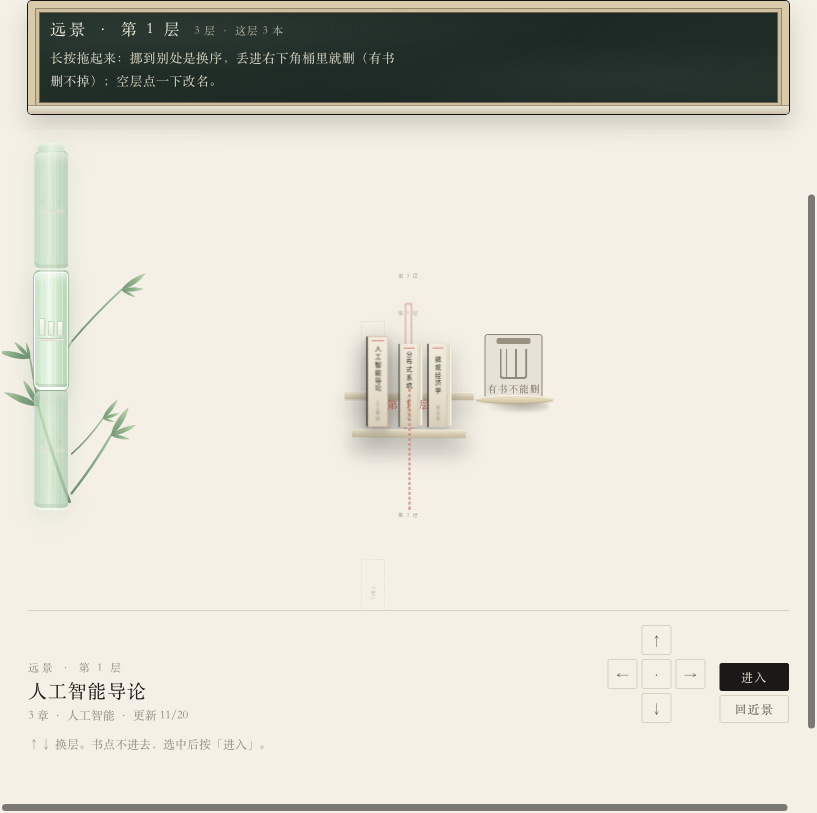 远景 · 第 1 层 3 层 · 这层 3 本
长按拖起来：挪到别处是换序，丢进右下角桶里就删（有书
删不掉）；空层点一下改名。
人工智能导论
分布式系统
微观经济学
第 1 层
有书不能删
远景 · 第 1 层
人工智能导论
3 章 · 人工智能 · 更新 11/20
↑↓ 换层。书点不进去，选中后按「进入」。
↑
← · →
↓
进入
回近景